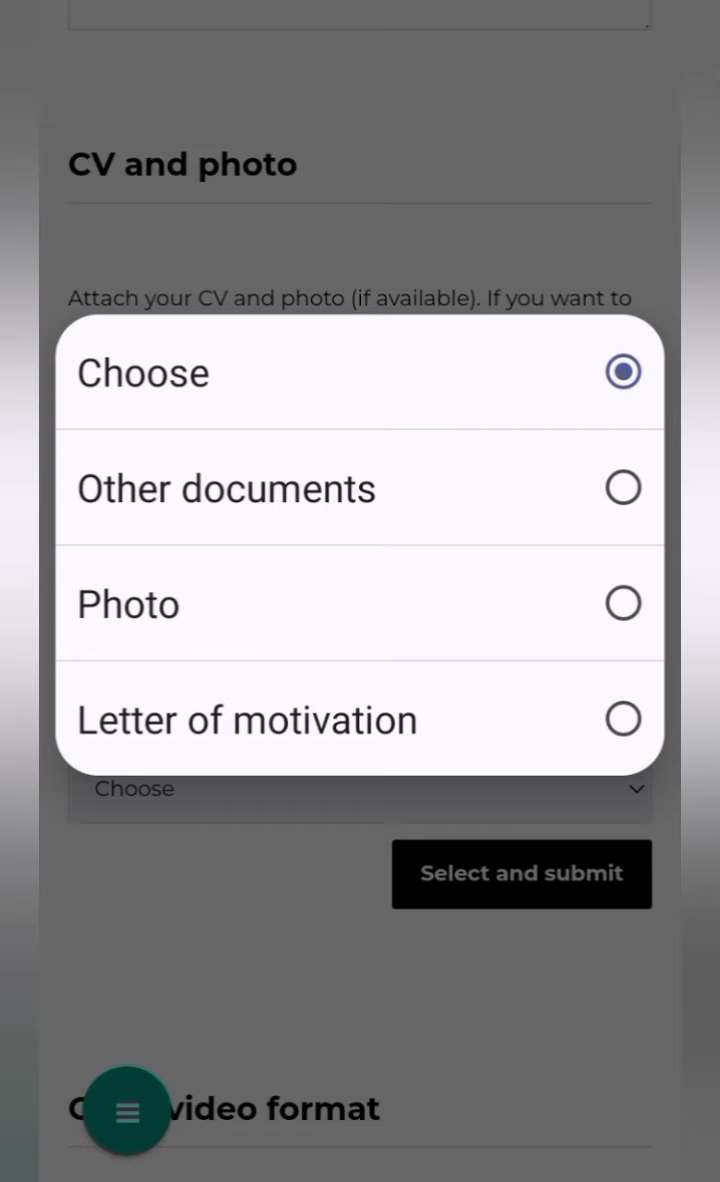 CV and photo
Attach your CV and photo (if available). If you want to
Choose
Other documents
Photo
Letter of motivation
Choose
Select and submit
video format